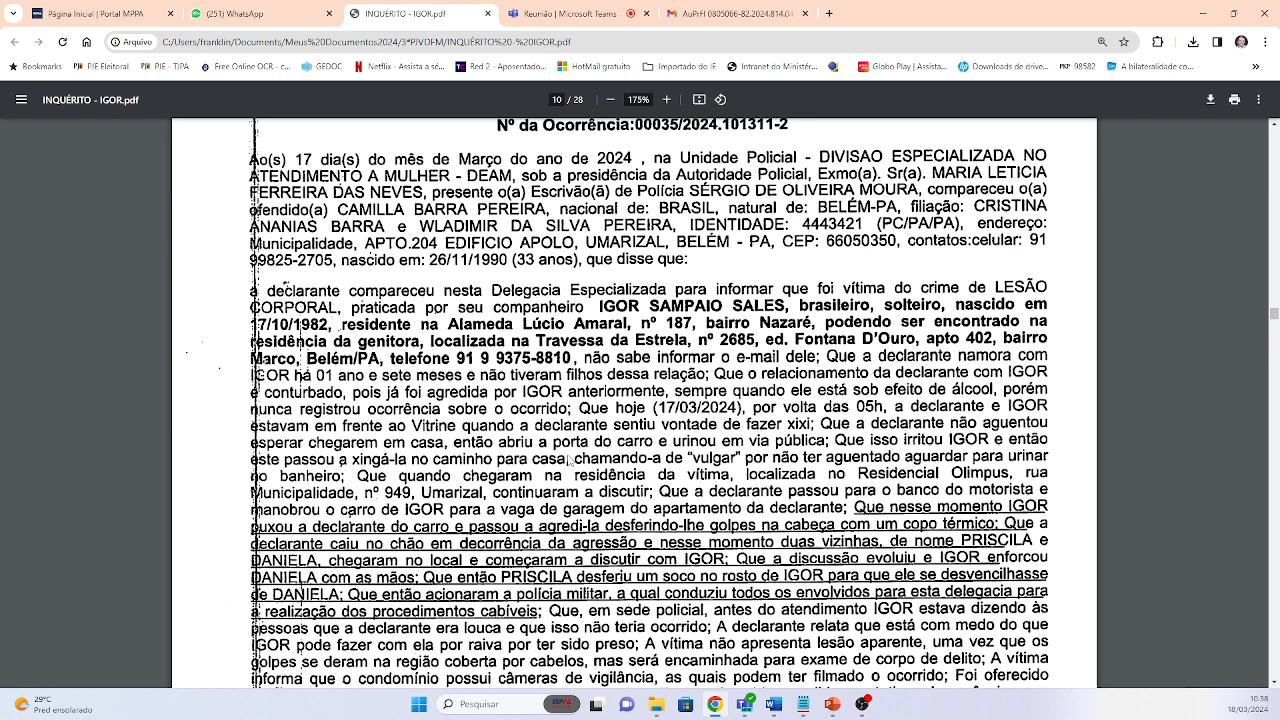 Página Inicial MPPA
(251) WhatsApp
INQUÉRITO - IGOR.pdf
Reunião | Microsoft Teams
AuPrFl 0805089-82.2024.814.04
Arquivo C:/Users/franklin/Documents/Meus%20Documentos2024/3ªPJVDFM/INQUÉRITO%20-%20IGOR.pdf
Bookmarks PJE Eleitoral PJE - TJPA Free Online OCR - c... GEDOC Netflix - Assista a sé... Red 2 - Aposentado... HotMail gratuito Importado do IE Intranet do Ministér... Globo Play | Assista... Downloads de drive... PKP 98582 A bilateralidade co...
INQUÉRITO - IGOR.pdf 10 / 28 175%
Nº da Ocorrência:00035/2024.101311-2
Ao(s) 17 dia(s) do mês de Março do ano de 2024 , na Unidade Policial - DIVISAO ESPECIALIZADA NO
ATENDIMENTO A MULHER - DEAM, sob a presidência da Autoridade Policial, Exmo(a). Sr(a). MARIA LETICIA
FERREIRA DAS NEVES, presente o(a) Escrivão(ã) de Polícia SÉRGIO DE OLIVEIRA MOURA, compareceu o(a)
ofendido(a) CAMILLA BARRA PEREIRA, nacional de: BRASIL, natural de: BELÉM-PA, filiação: CRISTINA
ANANIAS BARRA e WLADIMIR DA SILVA PEREIRA, IDENTIDADE: 4443421 (PC/PA/PA), endereço:
Municipalidade, APTO.204 EDIFICIO APOLO, UMARIZAL, BELÉM - PA, CEP: 66050350, contatos:celular: 91
99825-2705, nascido em: 26/11/1990 (33 anos), que disse que:
a declarante compareceu nesta Delegacia Especializada para informar que foi vítima do crime de LESÃO
CORPORAL, praticada por seu companheiro IGOR SAMPAIO SALES, brasileiro, solteiro, nascido em
17/10/1982, residente na Alameda Lúcio Amaral, nº 187, bairro Nazaré, podendo ser encontrado na
residência da genitora, localizada na Travessa da Estrela, nº 2685, ed. Fontana D'Ouro, apto 402, bairro
Marco, Belém/PA, telefone 91 9 9375-8810, não sabe informar o e-mail dele; Que a declarante namora com
IGOR há 01 ano e sete meses e não tiveram filhos dessa relação; Que o relacionamento da declarante com IGOR
é conturbado, pois já foi agredida por IGOR anteriormente, sempre quando ele está sob efeito de álcool, porém
nunca registrou ocorrência sobre o ocorrido; Que hoje (17/03/2024), por volta das 05h, a declarante e IGOR
estavam em frente ao Vitrine quando a declarante sentiu vontade de fazer xixi; Que a declarante não aguentou
esperar chegarem em casa, então abriu a porta do carro e urinou em via pública; Que isso irritou IGOR e então
este passou a xingá-la no caminho para casa, chamando-a de “vulgar” por não ter aguentado aguardar para urinar
no banheiro; Que quando chegaram na residência da vítima, localizada no Residencial Olimpus, rua
Municipalidade, nº 949, Umarizal, continuaram a discutir; Que a declarante passou para o banco do motorista e
manobrou o carro de IGOR para a vaga de garagem do apartamento da declarante; Que nesse momento IGOR
puxou a declarante do carro e passou a agredi-la desferindo-lhe golpes na cabeça com um copo térmico; Que a
declarante caiu no chão em decorrência da agressão e nesse momento duas vizinhas, de nome PRISCILA e
DANIELA, chegaram no local e começaram a discutir com IGOR; Que a discussão evoluiu e IGOR enforcou
DANIELA com as mãos; Que então PRISCILA desferiu um soco no rosto de IGOR para que ele se desvencilhasse
de DANIELA; Que então acionaram a polícia militar, a qual conduziu todos os envolvidos para esta delegacia para
a realização dos procedimentos cabíveis; Que, em sede policial, antes do atendimento IGOR estava dizendo às
pessoas que a declarante era louca e que isso não teria ocorrido; A declarante relata que está com medo do que
IGOR pode fazer com ela por raiva por ter sido preso; A vítima não apresenta lesão aparente, uma vez que os
golpes se deram na região coberta por cabelos, mas será encaminhada para exame de corpo de delito; A vítima
informa que o condomínio possui câmeras de vigilância, as quais podem ter filmado o ocorrido; Foi oferecido
29°C
Pred ensolarado
Pesquisar
10:38
18/03/2024